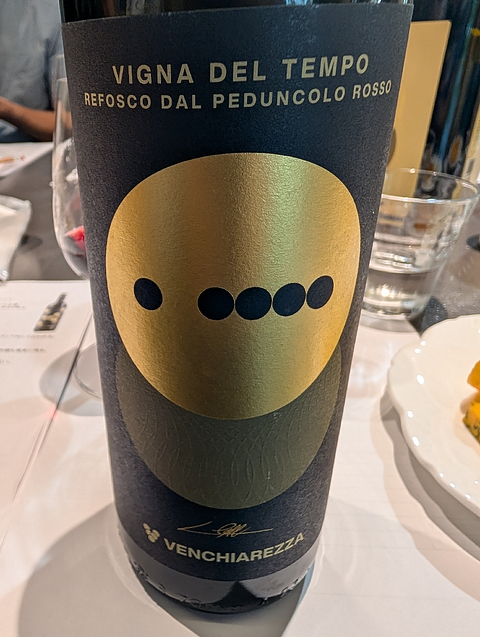 VIGNA DEL TEMPO
REFOSCO DAL PEDUNCOLO ROSSO
VENCHIAREZZA